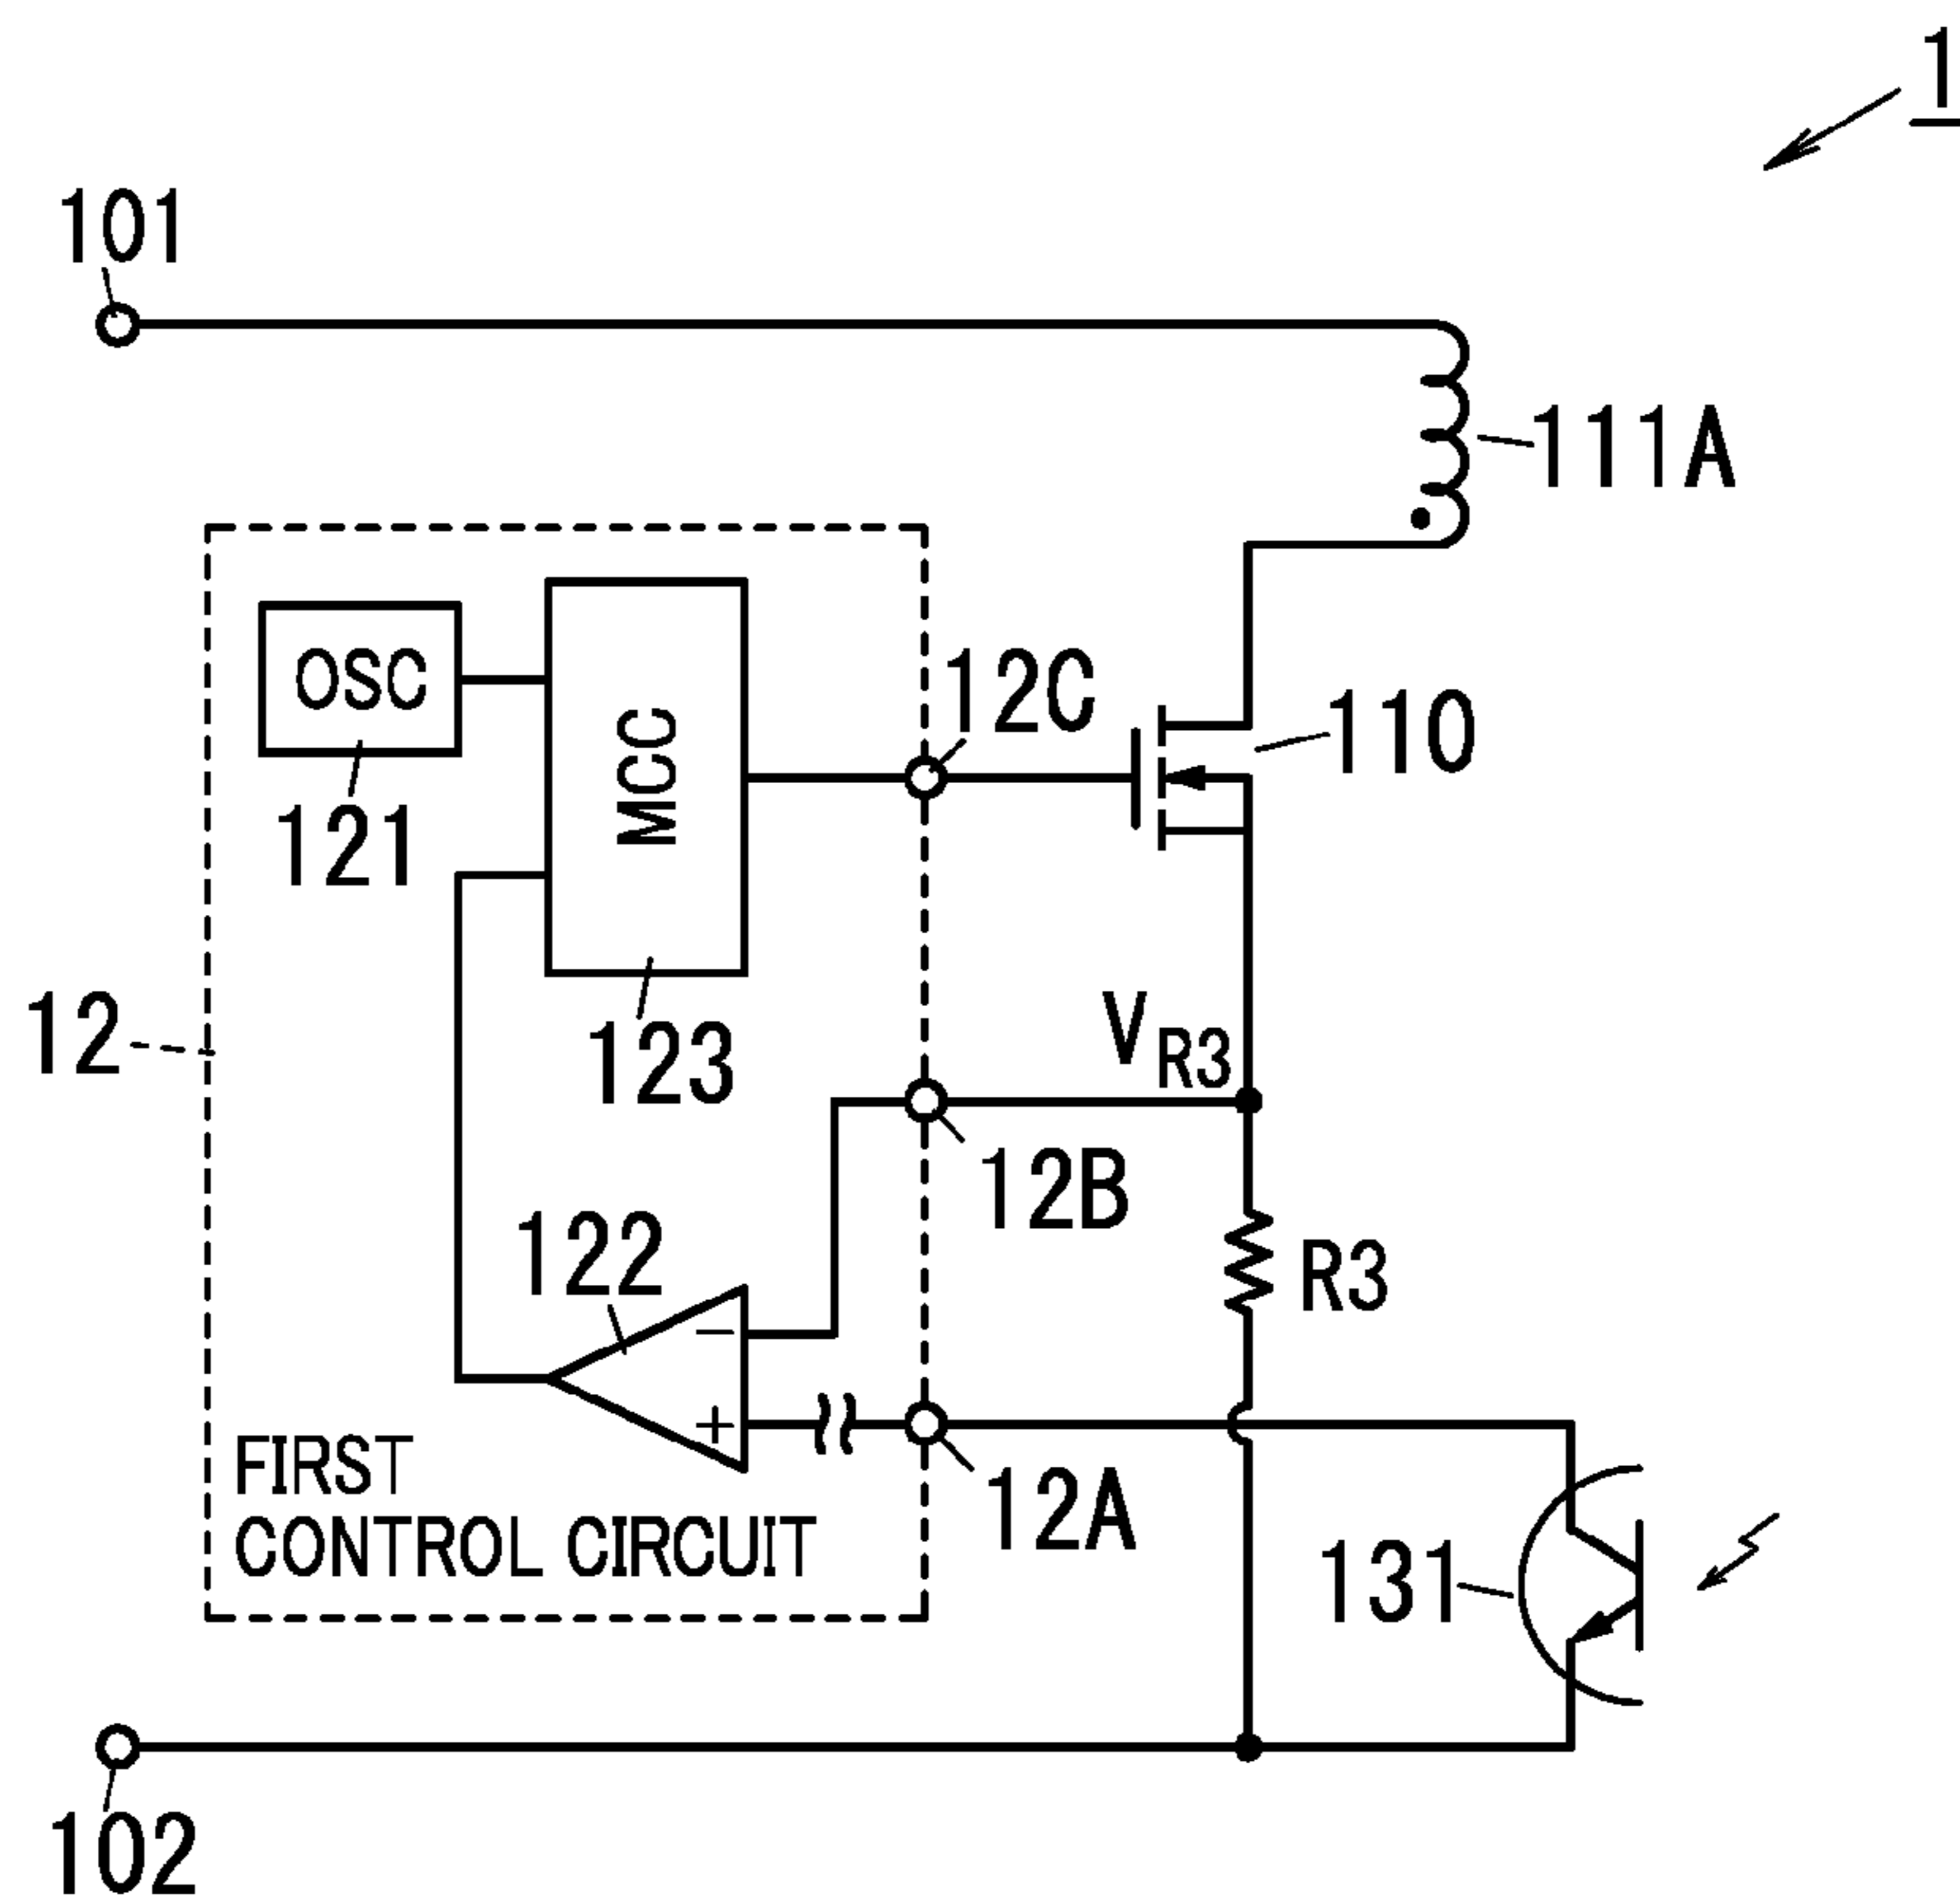 1
101
111A
OSC
121
MCC
123
12C
110
12
VR3
12B
122
R3
12A
FIRST
CONTROL CIRCUIT
−
+
131
102